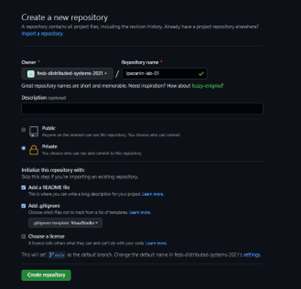 Create a new repository
A repository contains all project files, including the revision history. Already have a project repository elsewhere?
Import a repository.
Owner * Repository name *
fesb-distributed-systems-2021 / lpwanin-lab-01
Great repository names are short and memorable. Need inspiration? How about fuzzy-enigma?
Description (optional)
Public
Anyone on the internet can see this repository. You choose who can commit.
Private
You choose who can see and commit to this repository.
Initialize this repository with:
Skip this step if you're importing an existing repository.
Add a README file
This is where you can write a long description for your project. Learn more.
Add .gitignore
Choose which files not to track from a list of templates. Learn more.
.gitignore template: VisualStudio
Choose a license
A license tells others what they can and can't do with your code. Learn more.
This will set main as the default branch. Change the default name in fesb-distributed-systems-2021's settings.
Create repository